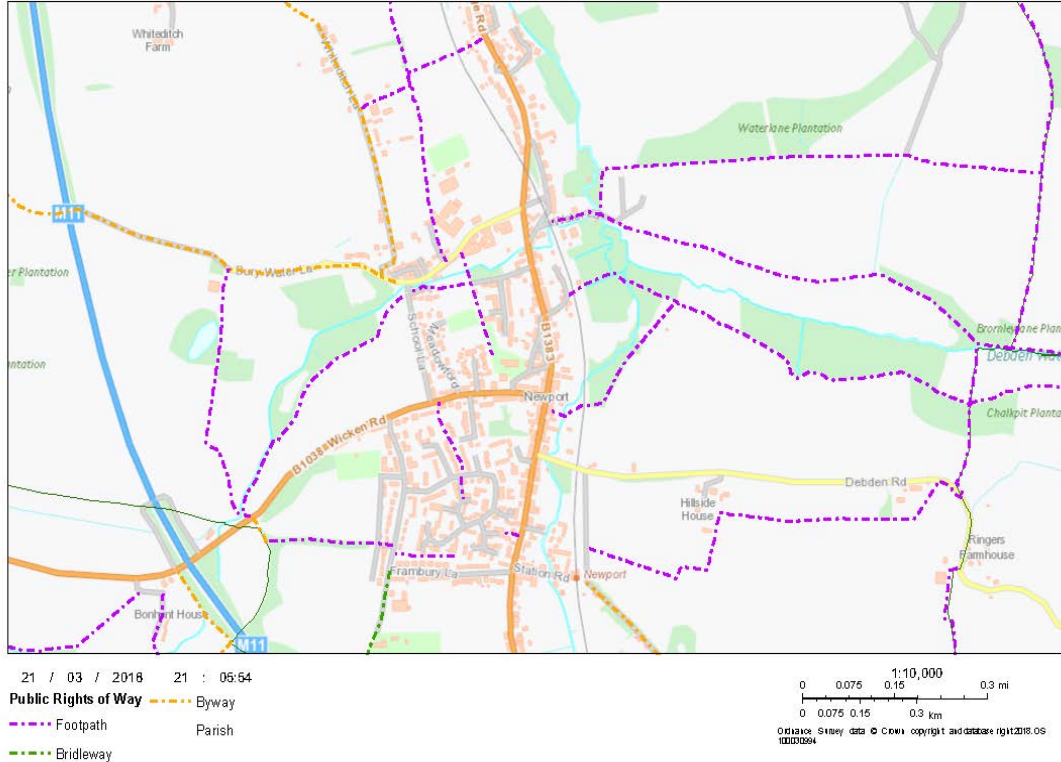 Whiteditch
Farm
Whiteditch La
Waterlane Plantation
M11
Bury Water La
School La
Meadowford
B1383
Newport
B1038 Wicken Rd
er Plantation
Plantation
Bromleylane Plan
Debden Wat
Chalkpit Planta
Debden Rd
Hillside
House
Ringers
Farmhouse
Frambury La
Station Rd
Newport
Bonhunt House
M11
21 / 03 / 2018 21 : 05:54
Public Rights of Way
Byway
Footpath
Parish
Bridleway
1:10,000
0 0.075 0.15 0.3 mi
0 0.075 0.15 0.3 km
Ordnance Survey data © Crown copyright and database right 2018. OS
100030994